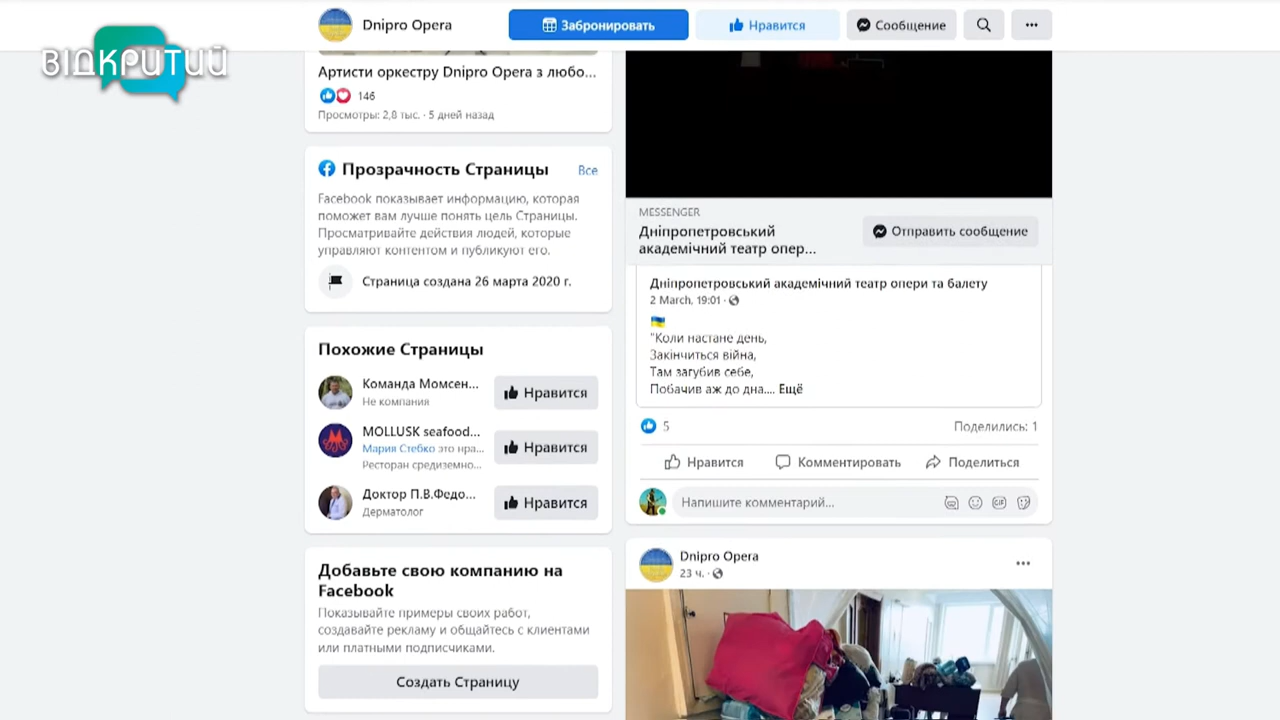 Dnipro Opera
Забронировать
Нравится
Сообщение
ВІДКРИТИЙ
Артисти оркестру Dnipro Opera з любо...
146
Просмотры: 2,8 тыс. · 5 дней назад
Прозрачность Страницы
Все
Facebook показывает информацию, которая
поможет вам лучше понять цель Страницы.
Просматривайте действия людей, которые
управляют контентом и публикуют его.
Страница создана 26 марта 2020 г.
Похожие Страницы
Команда Момсен...
Не компания
Нравится
MOLLUSK seafood...
Мария Стебко это нра...
Ресторан средиземно...
Нравится
Доктор П.В.Федо...
Дерматолог
Нравится
Добавьте свою компанию на
Facebook
Показывайте примеры своих работ,
создавайте рекламу и общайтесь с клиентами
или платными подписчиками.
Создать Страницу
MESSENGER
Дніпропетровський
академічний театр опер...
Отправить сообщение
Дніпропетровський академічний театр опери та балету
2 March, 19:01 ·
"Коли настане день,
Закінчиться війна,
Там загубив себе,
Побачив аж до дна.... Ещё
5
Поделились: 1
Нравится
Комментировать
Поделиться
Напишите комментарий...
GIF
Dnipro Opera
23 ч. ·